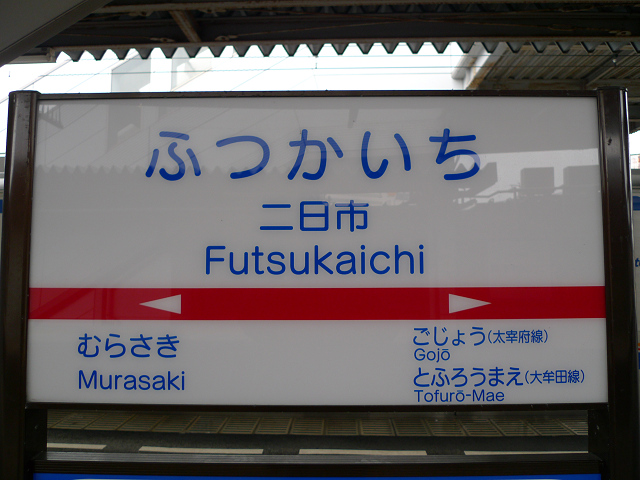 ふつかいち
二日市
Futsukaichi
むらさき
Murasaki
ごじょう(太宰府線)
Gojō
とふろうまえ(大牟田線)
Tofurō-Mae